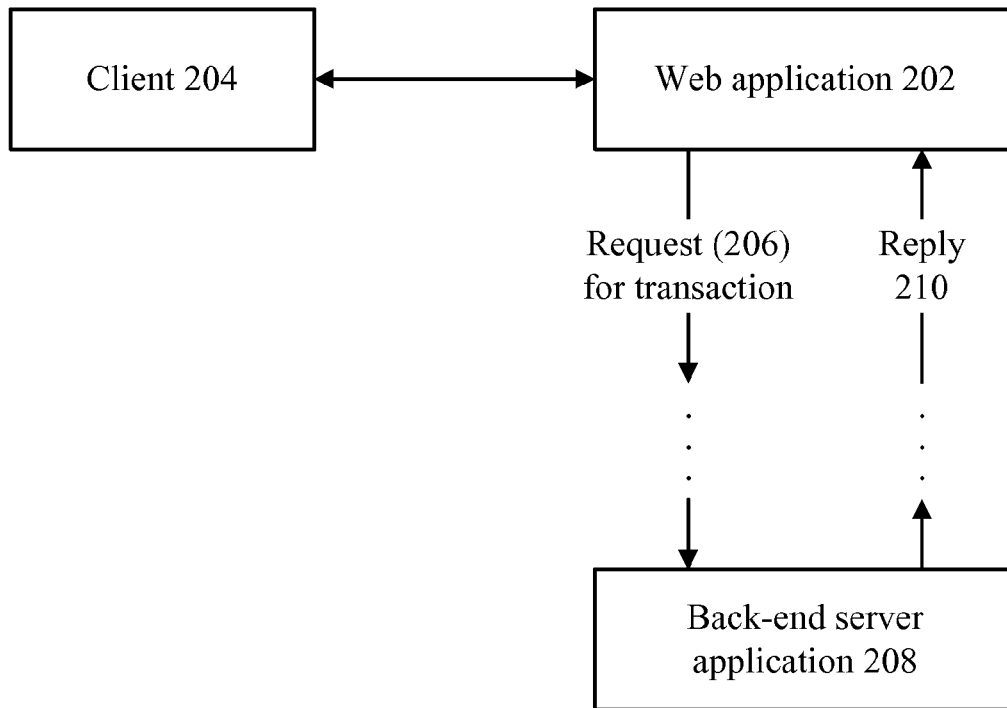 Client 204
Web application 202
Request (206)
for transaction
Reply
210
Back-end server
application 208